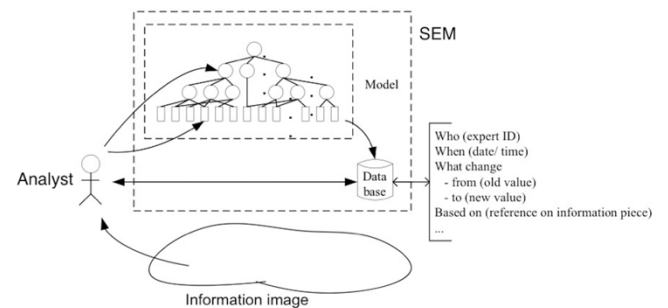 SEM
Model
Analyst
Data
base
Who (expert ID)
When (date/ time)
What change
- from (old value)
- to (new value)
Based on (reference on information piece)
...
Information image